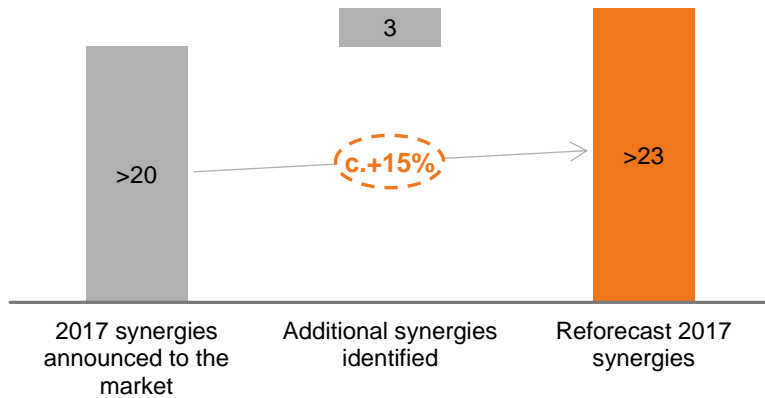 3
>20
c.+15%
>23
2017 synergies
announced to the
market
Additional synergies
identified
Reforecast 2017
synergies